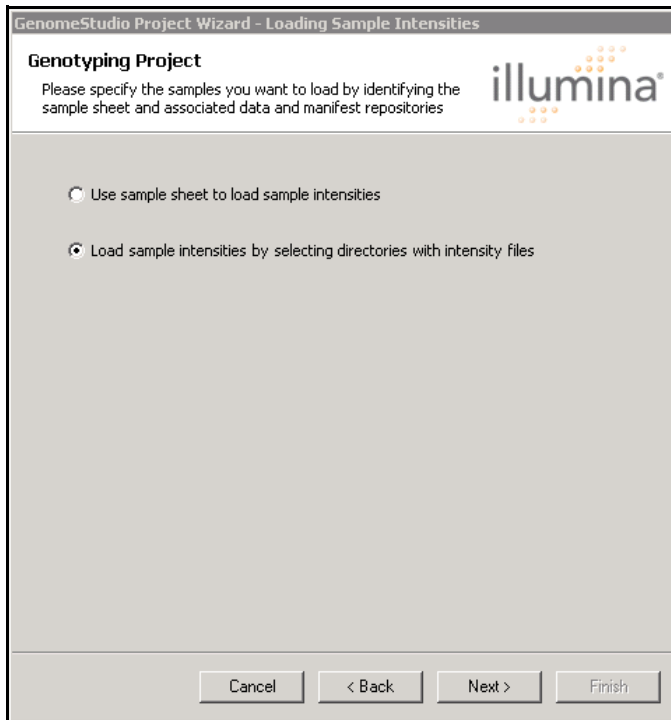 GenomeStudio Project Wizard - Loading Sample Intensities
Genotyping Project
Please specify the samples you want to load by identifying the
sample sheet and associated data and manifest repositories
illumina®
Use sample sheet to load sample intensities
Load sample intensities by selecting directories with intensity files
Cancel
< Back
Next >
Finish